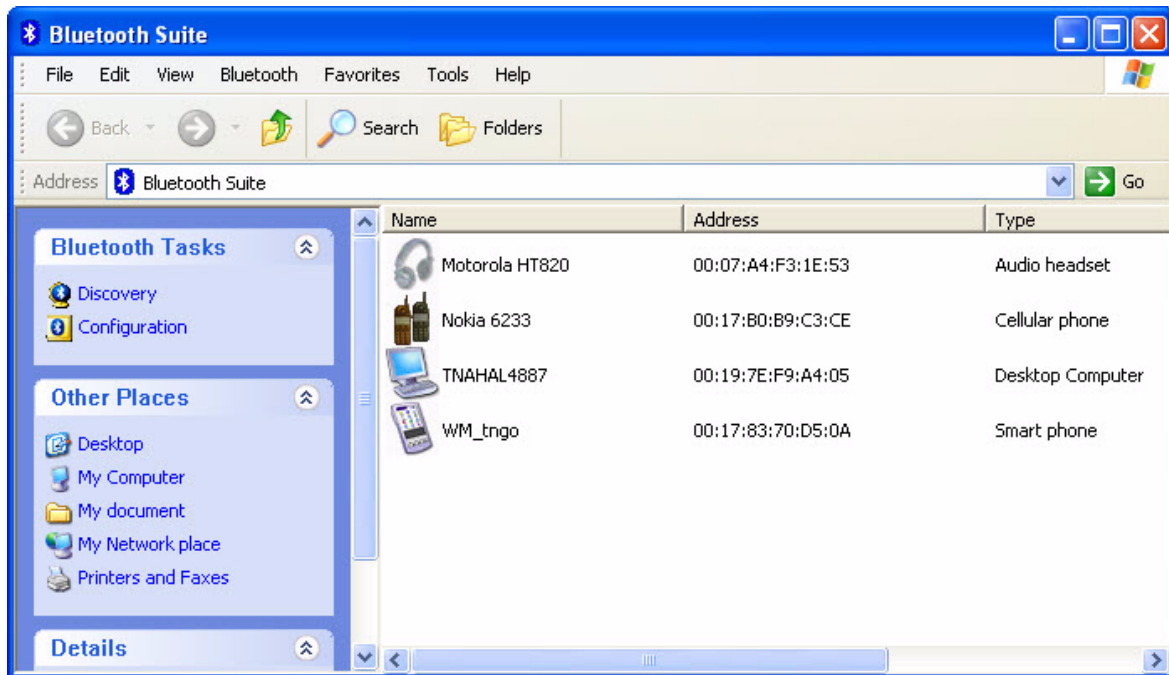 Bluetooth Suite
File Edit View Bluetooth Favorites Tools Help
Back Search Folders
Address Bluetooth Suite Go
Name Address Type
Bluetooth Tasks
Discovery
Configuration
Other Places
Desktop
My Computer
My document
My Network place
Printers and Faxes
Details
Motorola HT820 00:07:A4:F3:1E:53 Audio headset
Nokia 6233 00:17:B0:B9:C3:CE Cellular phone
TNAHAL4887 00:19:7E:F9:A4:05 Desktop Computer
WM_tngo 00:17:83:70:D5:0A Smart phone